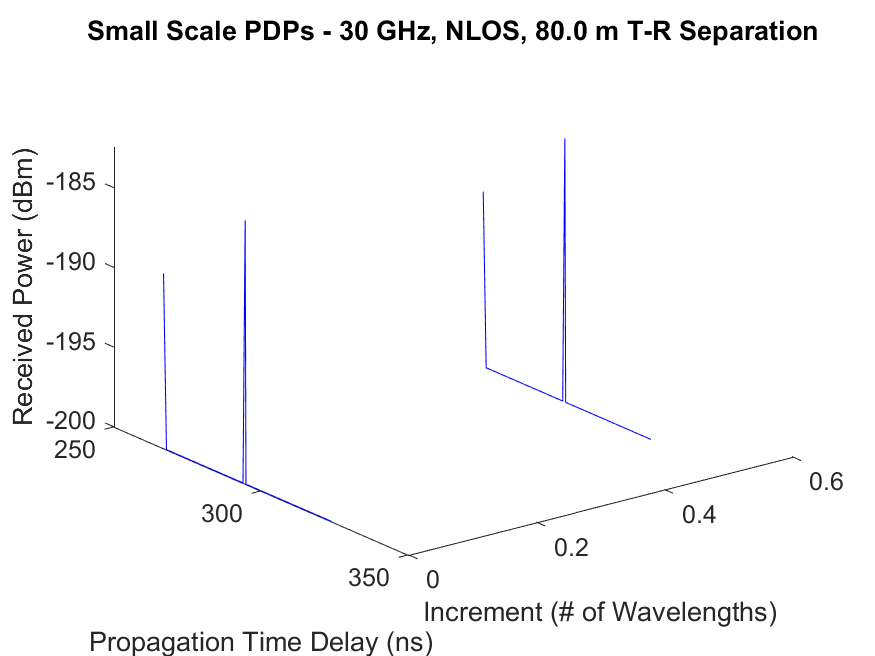 Small Scale PDPs - 30 GHz, NLOS, 80.0 m T-R Separation
Received Power (dBm)
-185
-190
-195
-200
250
300
350
0
0.2
0.4
0.6
Increment (# of Wavelengths)
Propagation Time Delay (ns)